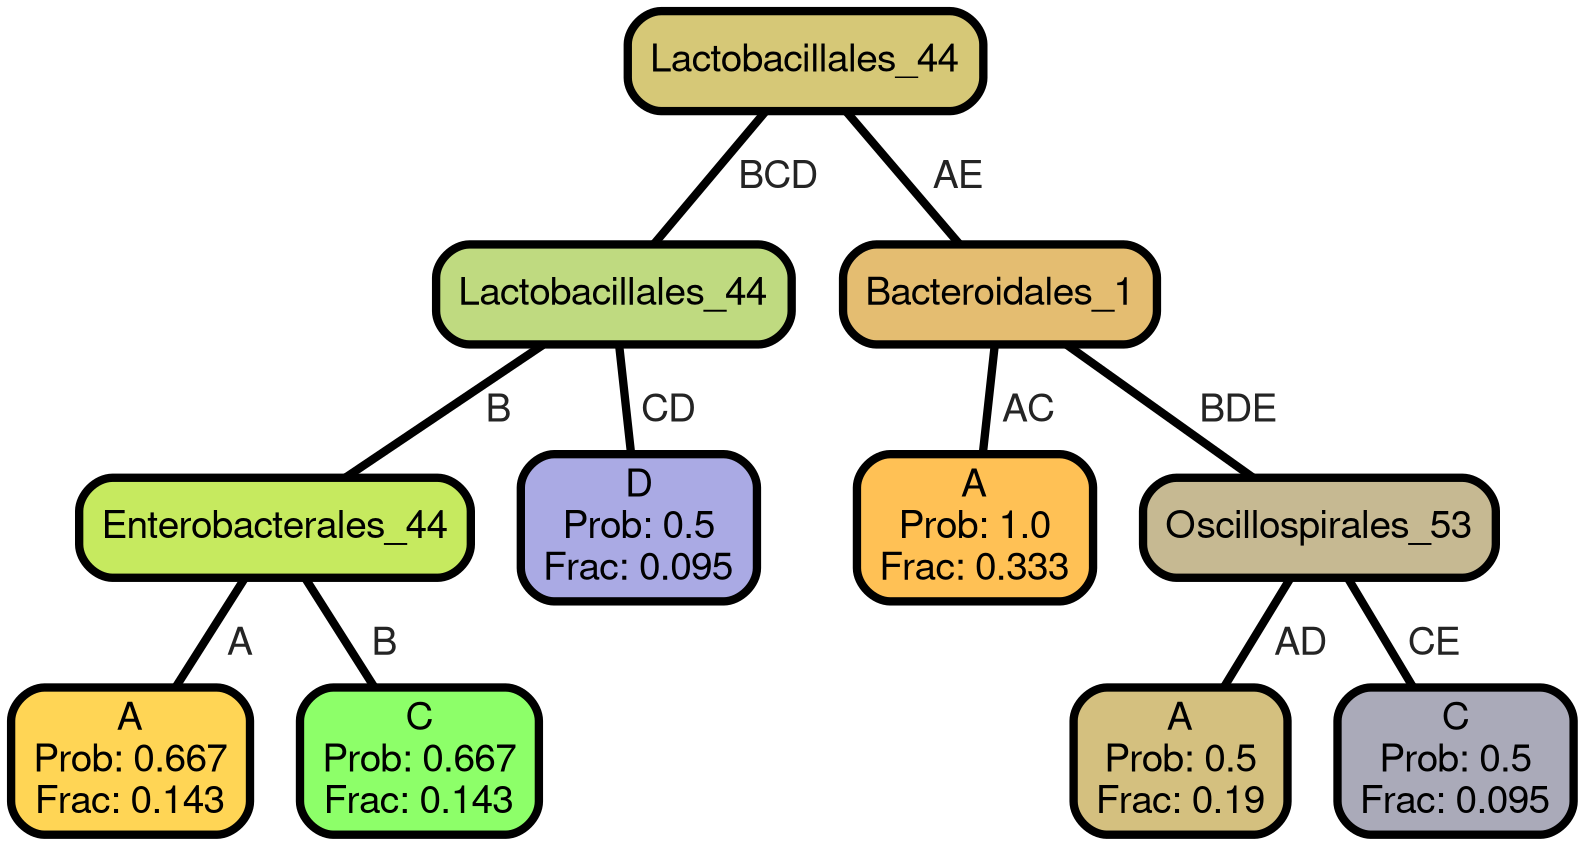 Lactobacillales_44
BCD
AE
Lactobacillales_44
Bacteroidales_1
B
CD
AC
BDE
Enterobacterales_44
D
Prob: 0.5
Frac: 0.095
A
Prob: 1.0
Frac: 0.333
Oscillospirales_53
A
B
AD
CE
A
Prob: 0.667
Frac: 0.143
C
Prob: 0.667
Frac: 0.143
A
Prob: 0.5
Frac: 0.19
C
Prob: 0.5
Frac: 0.095